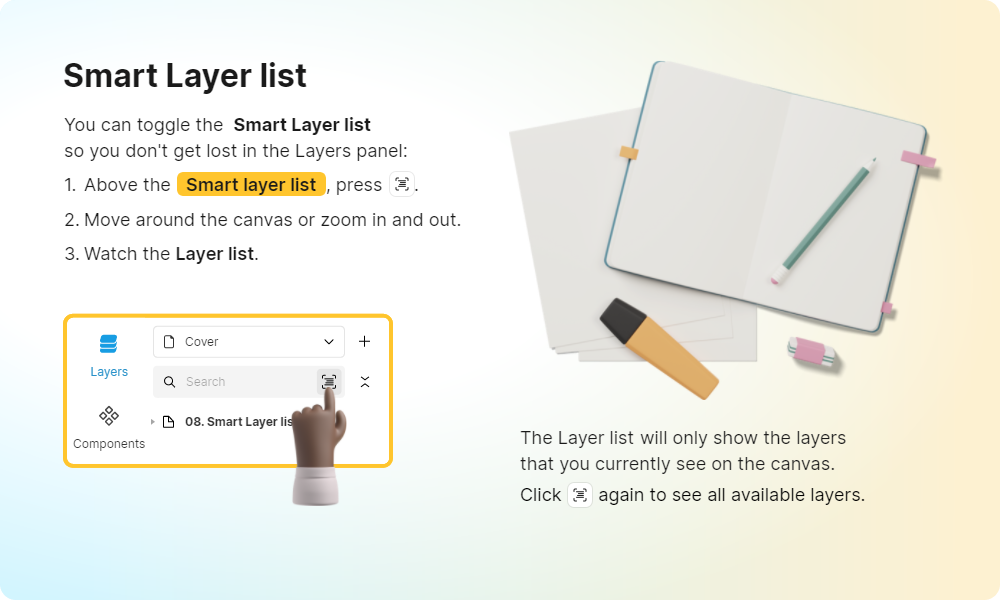 Smart Layer list
You can toggle the Smart Layer list
so you don't get lost in the Layers panel:
1. Above the Smart layer list, press .
2. Move around the canvas or zoom in and out.
3. Watch the Layer list.
Layers
Cover
Search
Components
08. Smart Layer lis
The Layer list will only show the layers
that you currently see on the canvas.
Click again to see all available layers.